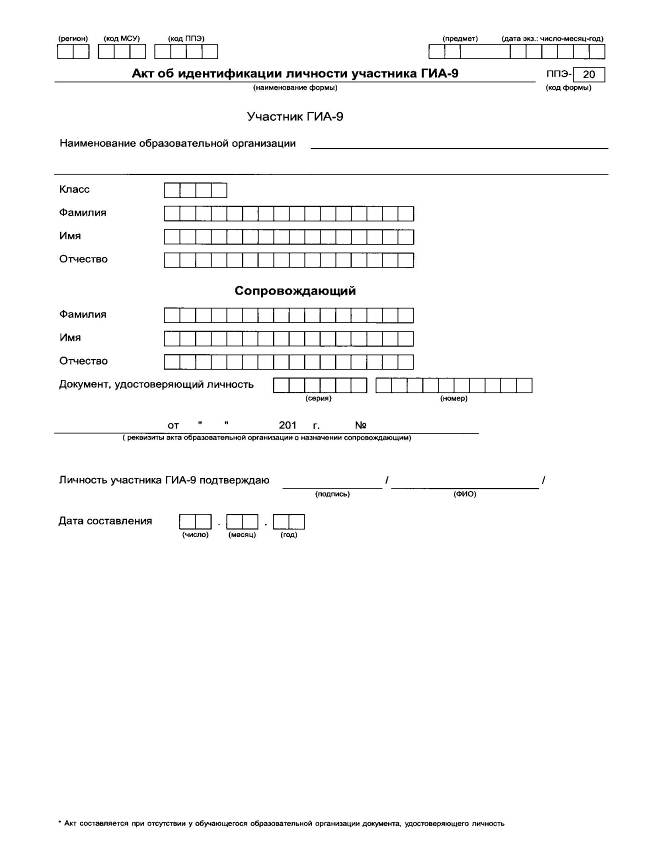 (регион) (код МСУ) (код ППЭ) (предмет) (дата экз.: число-месяц-год)
Акт об идентификации личности участника ГИА-9 ППЭ- 20
(наименование формы) (код формы)
Участник ГИА-9
Наименование образовательной организации
Класс
Фамилия
Имя
Отчество
Сопровождающий
Фамилия
Имя
Отчество
Документ, удостоверяющий личность
(серия) (номер)
от " " 201 г. №
( реквизиты акта образовательной организации о назначении сопровождающим)
Личность участника ГИА-9 подтверждаю / /
(подпись) (ФИО)
Дата составления . .
(число) (месяц) (год)
* Акт составляется при отсутствии у обучающегося образовательной организации документа, удостоверяющего личность